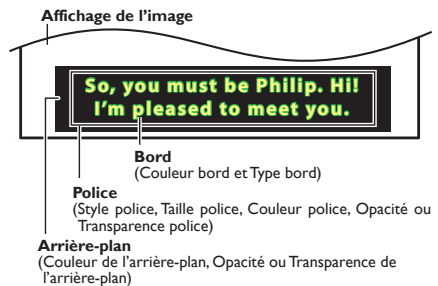 Affichage de l'image
So, you must be Philip. Hi!
I'm pleased to meet you.
Bord
(Couleur bord et Type bord)
Police
(Style police, Taille police, Couleur police, Opacité ou
Transparence police)
Arrière-plan
(Couleur de l'arrière-plan, Opacité ou Transparence de
l'arrière-plan)